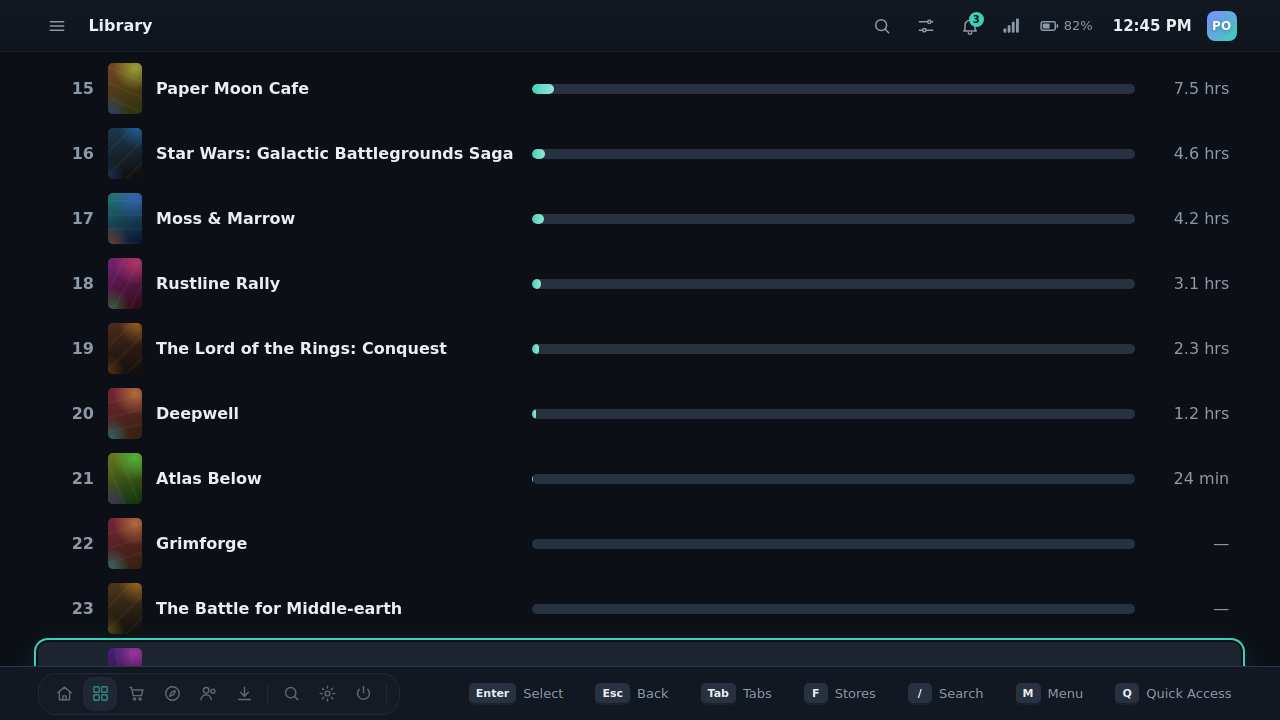 Library
3
82%
12:45 PM
PO
15 Paper Moon Cafe 7.5 hrs
16 Star Wars: Galactic Battlegrounds Saga 4.6 hrs
17 Moss & Marrow 4.2 hrs
18 Rustline Rally 3.1 hrs
19 The Lord of the Rings: Conquest 2.3 hrs
20 Deepwell 1.2 hrs
21 Atlas Below 24 min
22 Grimforge —
23 The Battle for Middle-earth —
Enter Select Esc Back Tab Tabs F Stores / Search M Menu Q Quick Access